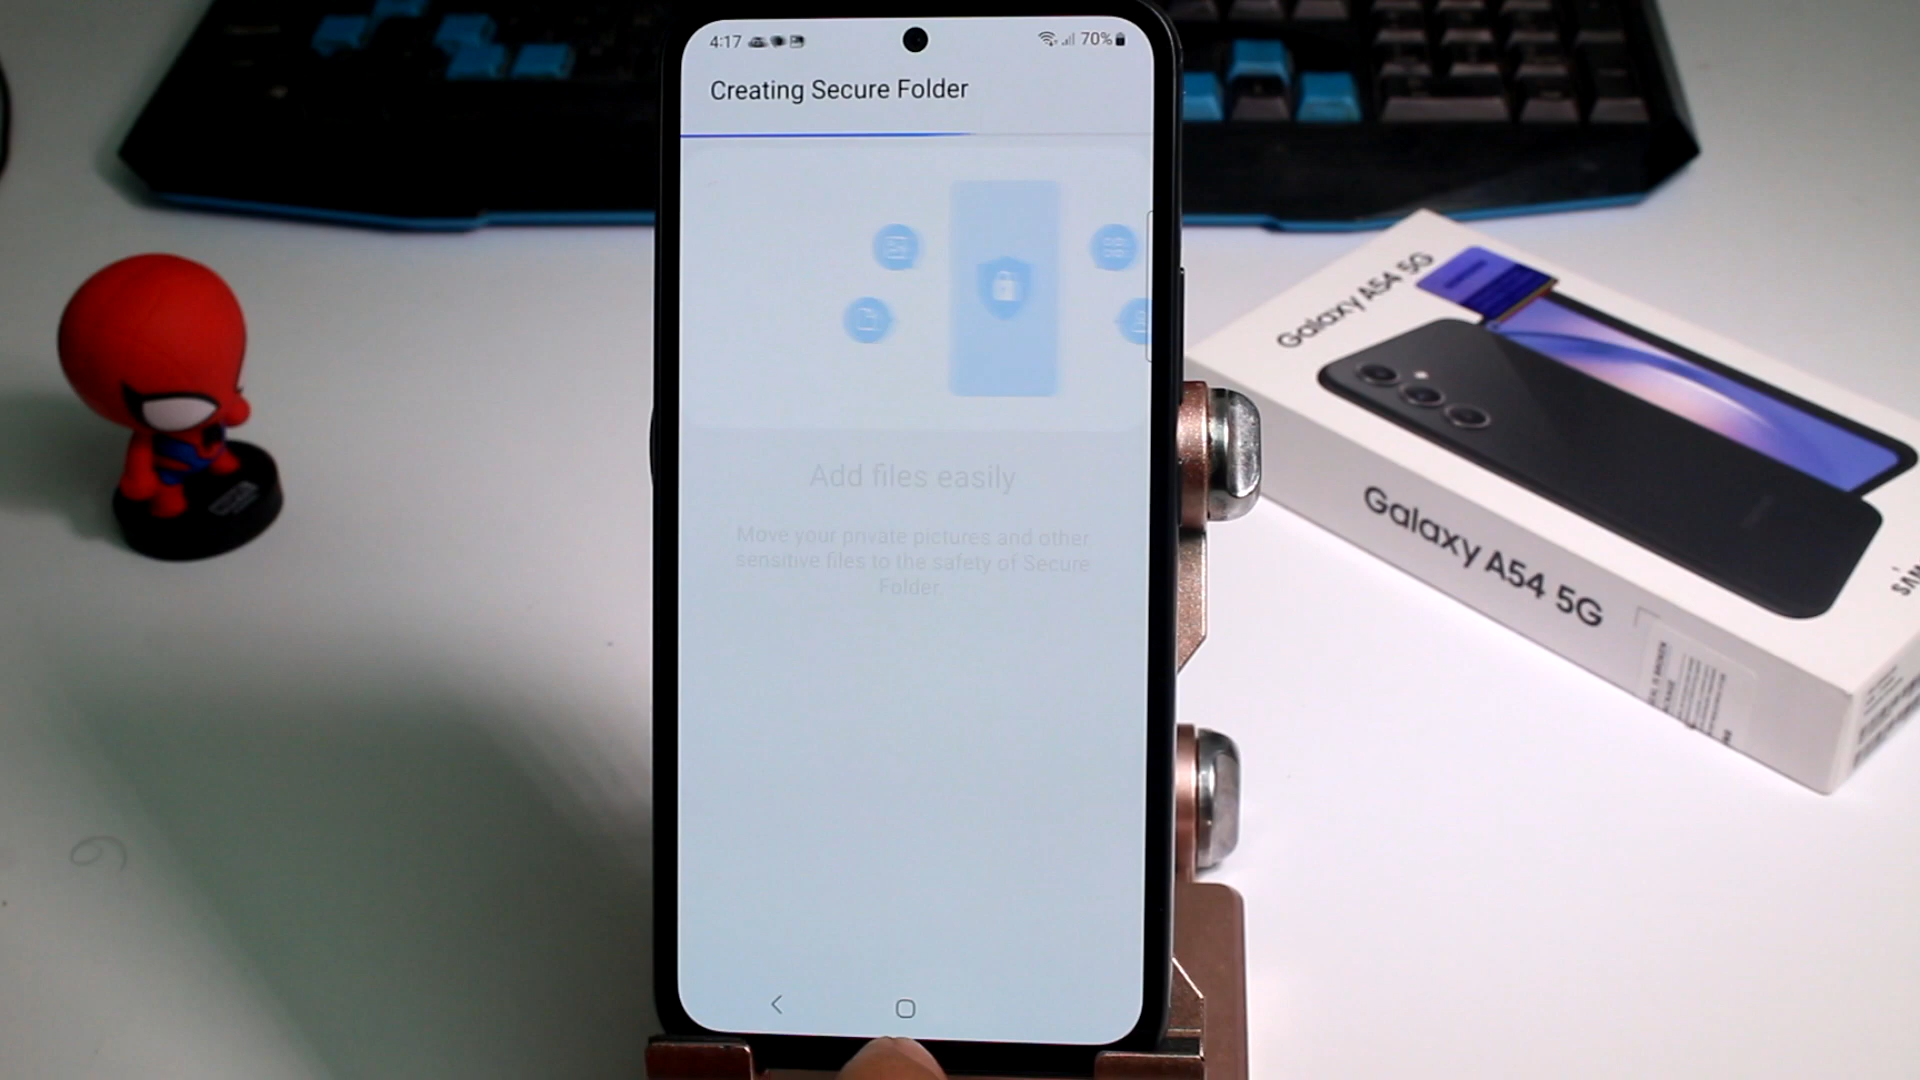 4:17
70%
Creating Secure Folder
Add files easily
Move your private pictures and other
sensitive files to the safety of Secure
Folder.
Galaxy A54 5G
Galaxy A54 5G